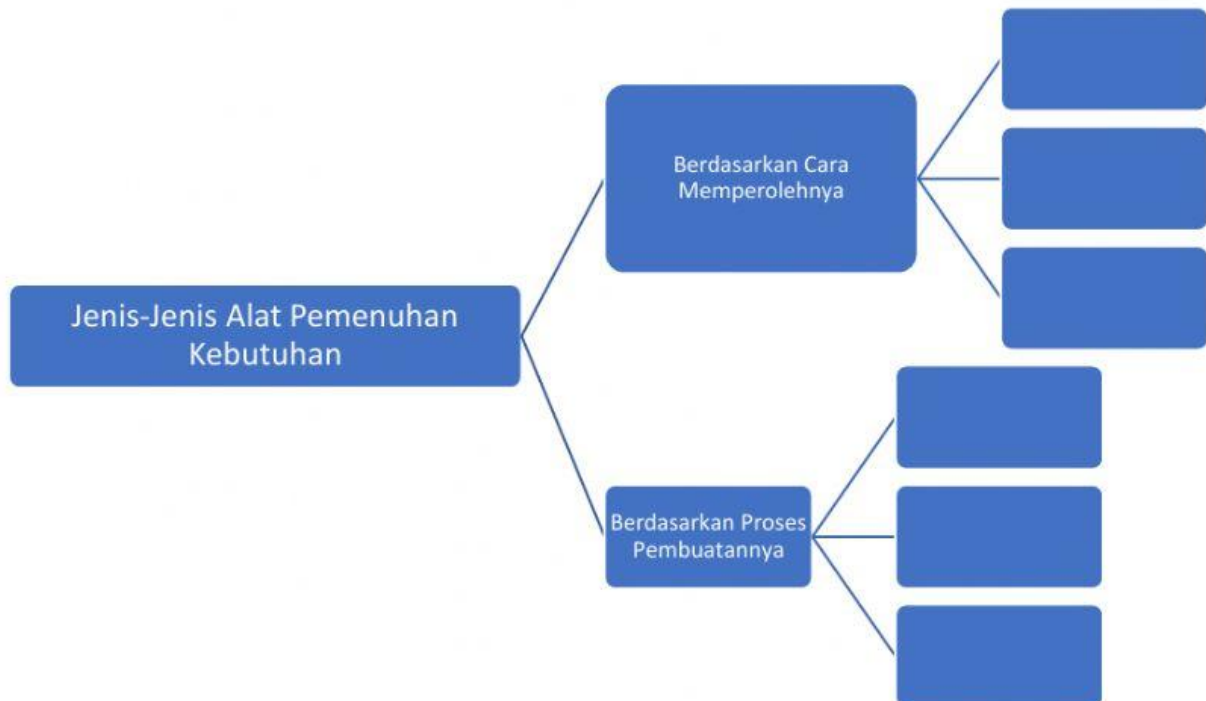 Jenis-Jenis Alat Pemenuhan
Kebutuhan
Berdasarkan Cara
Memperolehnya
Berdasarkan Proses
Pembuatannya